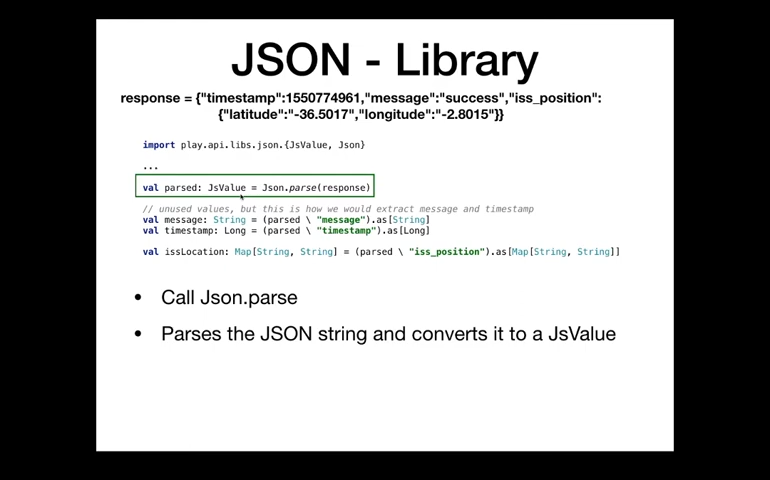 JSON - Library
response = {"timestamp":1550774961,"message":"success","iss_position":
{"latitude":"-36.5017","longitude":"-2.8015"}}
import play.api.libs.json.{JsValue, Json}
...
val parsed: JsValue = Json.parse(response)
// unused values, but this is how we would extract message and timestamp
val message: String = (parsed \ "message").as[String]
val timestamp: Long = (parsed \ "timestamp").as[Long]
val issLocation: Map[String, String] = (parsed \ "iss_position").as[Map[String, String]]
• Call Json.parse
• Parses the JSON string and converts it to a JsValue